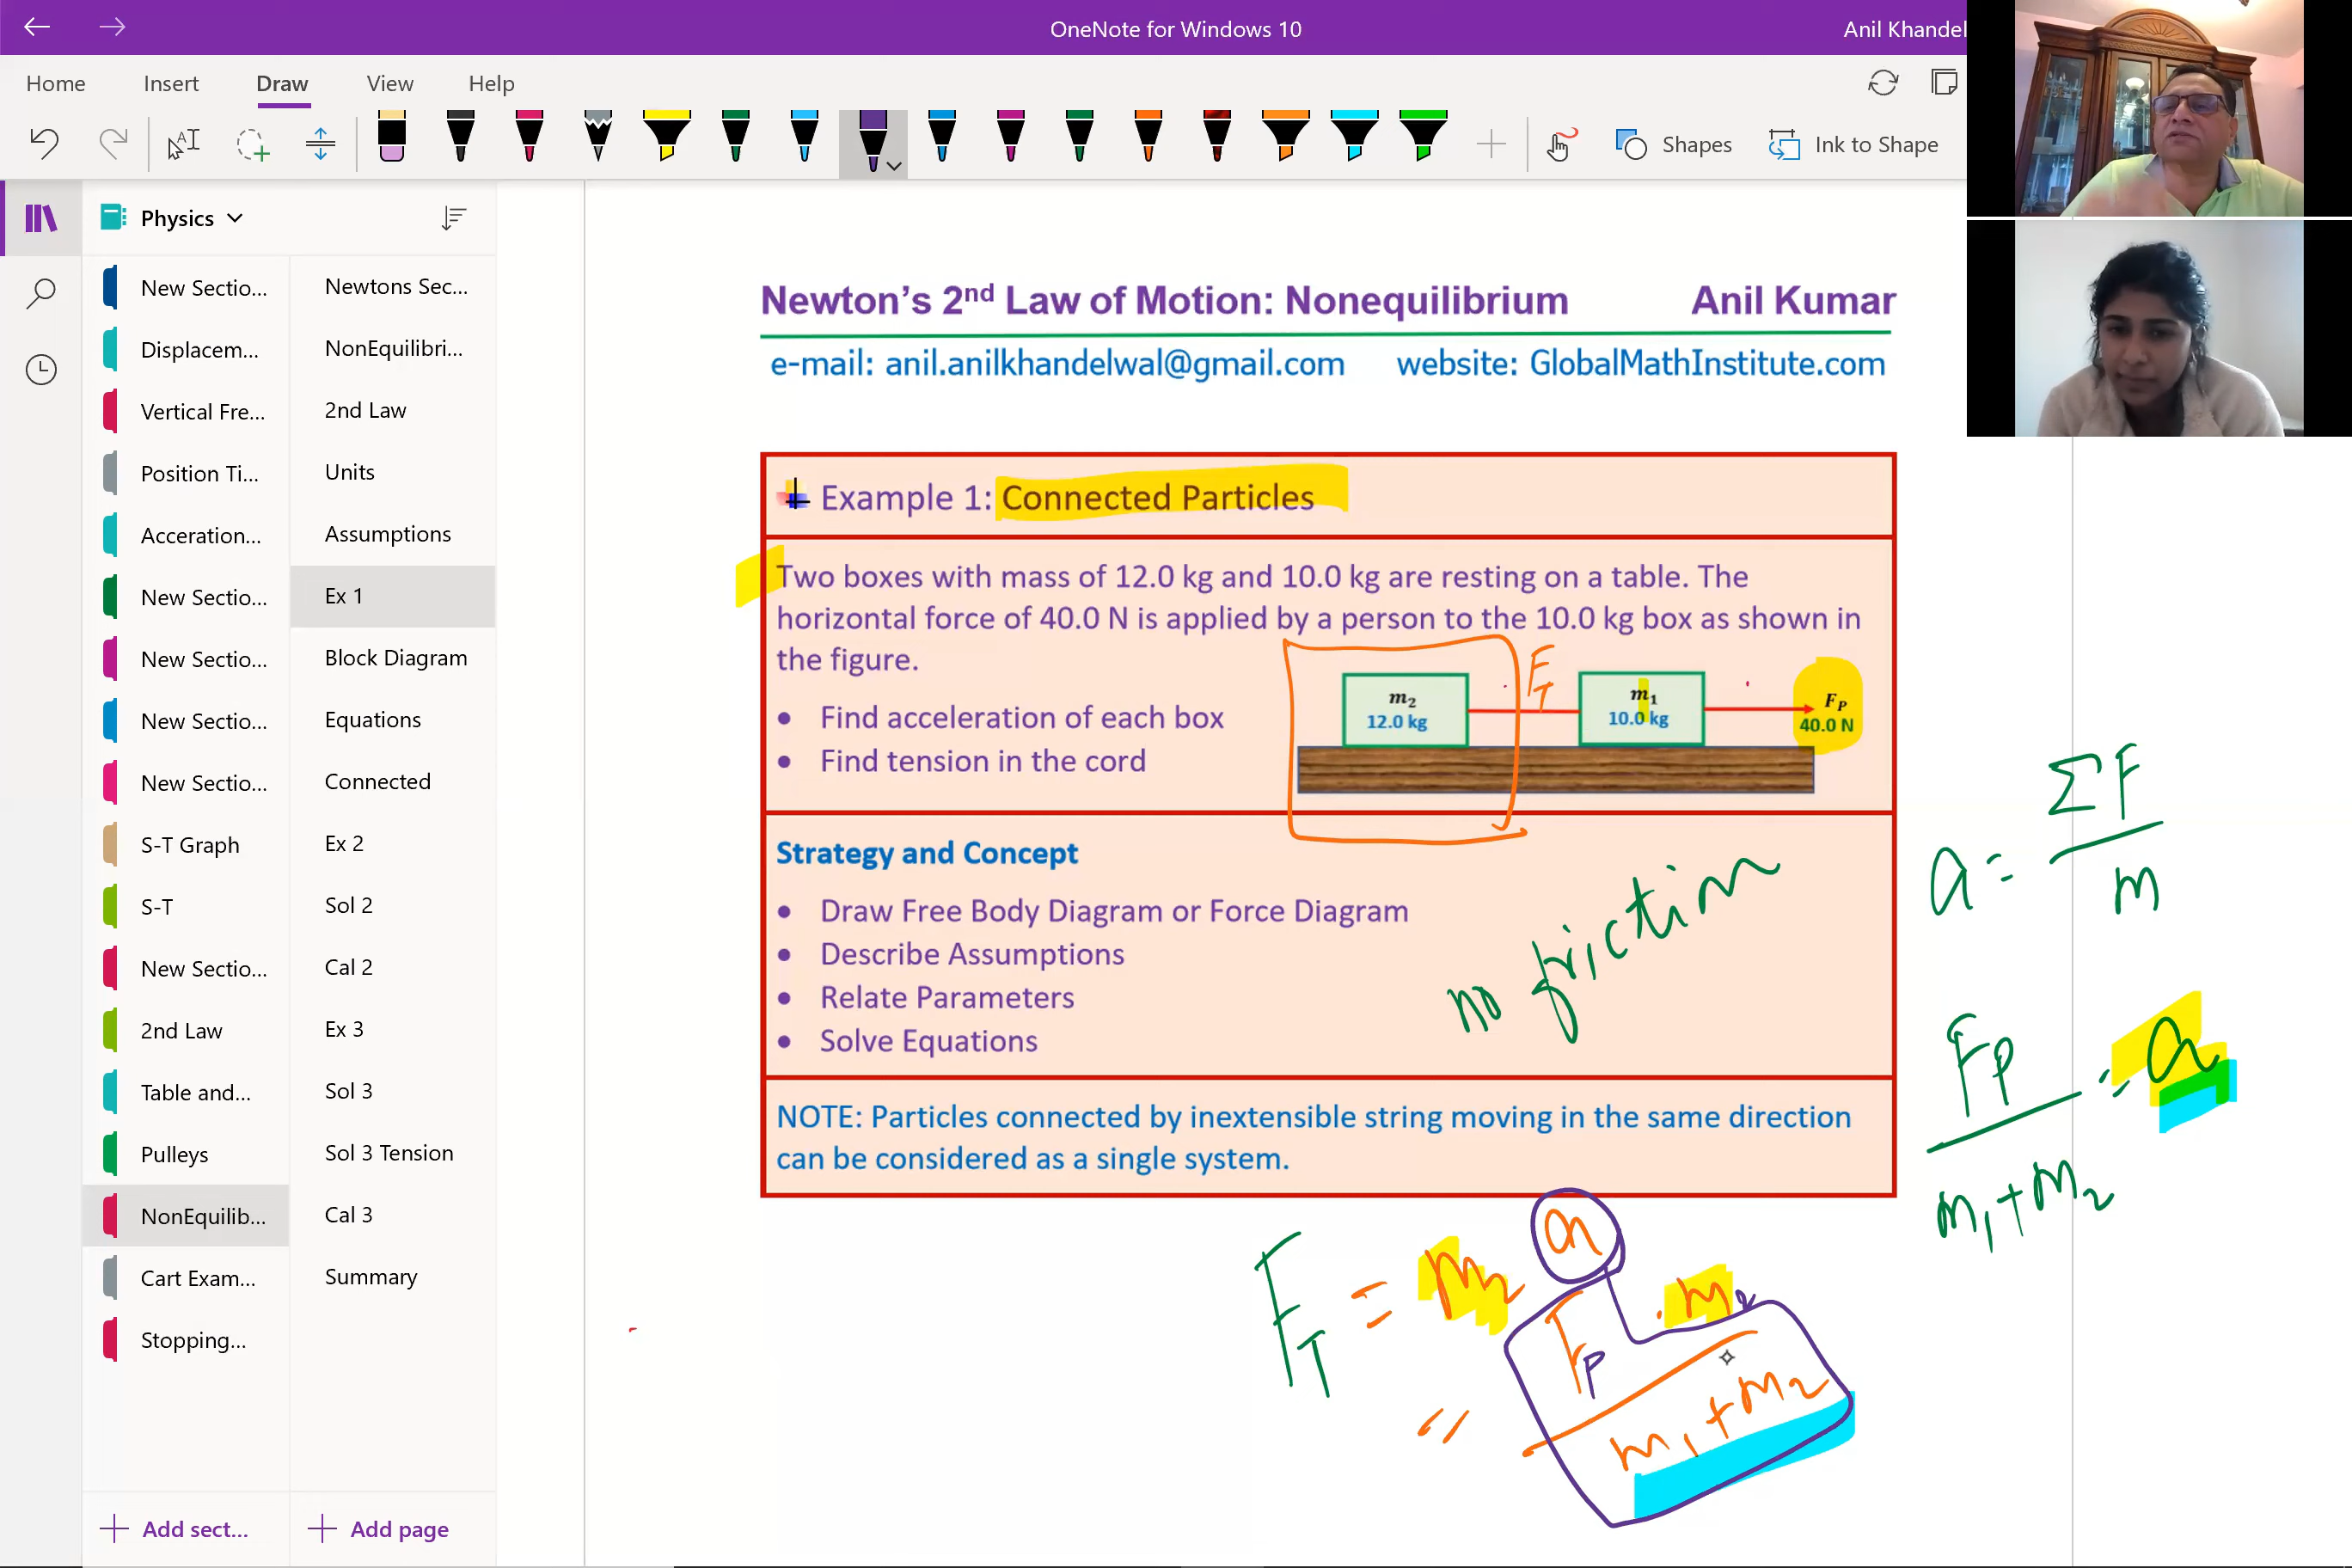 OneNote for Windows 10
Anil Khandel
Home Insert Draw View Help
Shapes
Ink to Shape
Physics
New Sectio...
Displacem...
Vertical Fre...
Position Ti...
Acceration...
New Sectio...
New Sectio...
New Sectio...
New Sectio...
S-T Graph
S-T
New Sectio...
2nd Law
Table and...
Pulleys
NonEquilib...
Cart Exam...
Stopping...
Add sect...
Newtons Sec...
NonEquilibri...
2nd Law
Units
Assumptions
Ex 1
Block Diagram
Equations
Connected
Ex 2
Sol 2
Cal 2
Ex 3
Sol 3
Sol 3 Tension
Cal 3
Summary
Add page
Newton's 2nd Law of Motion: Nonequilibrium Anil Kumar
e-mail: anil.anilkhandelwal@gmail.com website: GlobalMathInstitute.com
Example 1: Connected Particles
Two boxes with mass of 12.0 kg and 10.0 kg are resting on a table. The
horizontal force of 40.0 N is applied by a person to the 10.0 kg box as shown in
the figure.
• Find acceleration of each box
• Find tension in the cord
m₂
12.0 kg
F_T
m₁
10.0 kg
F_P
40.0 N
Strategy and Concept
• Draw Free Body Diagram or Force Diagram
• Describe Assumptions
• Relate Parameters
• Solve Equations
no friction
NOTE: Particles connected by inextensible string moving in the same direction
can be considered as a single system.
a = ΣF / m
F_P / m₁+m₂ = a
F_T = m₂ a
= F_P · m₂ / m₁+m₂